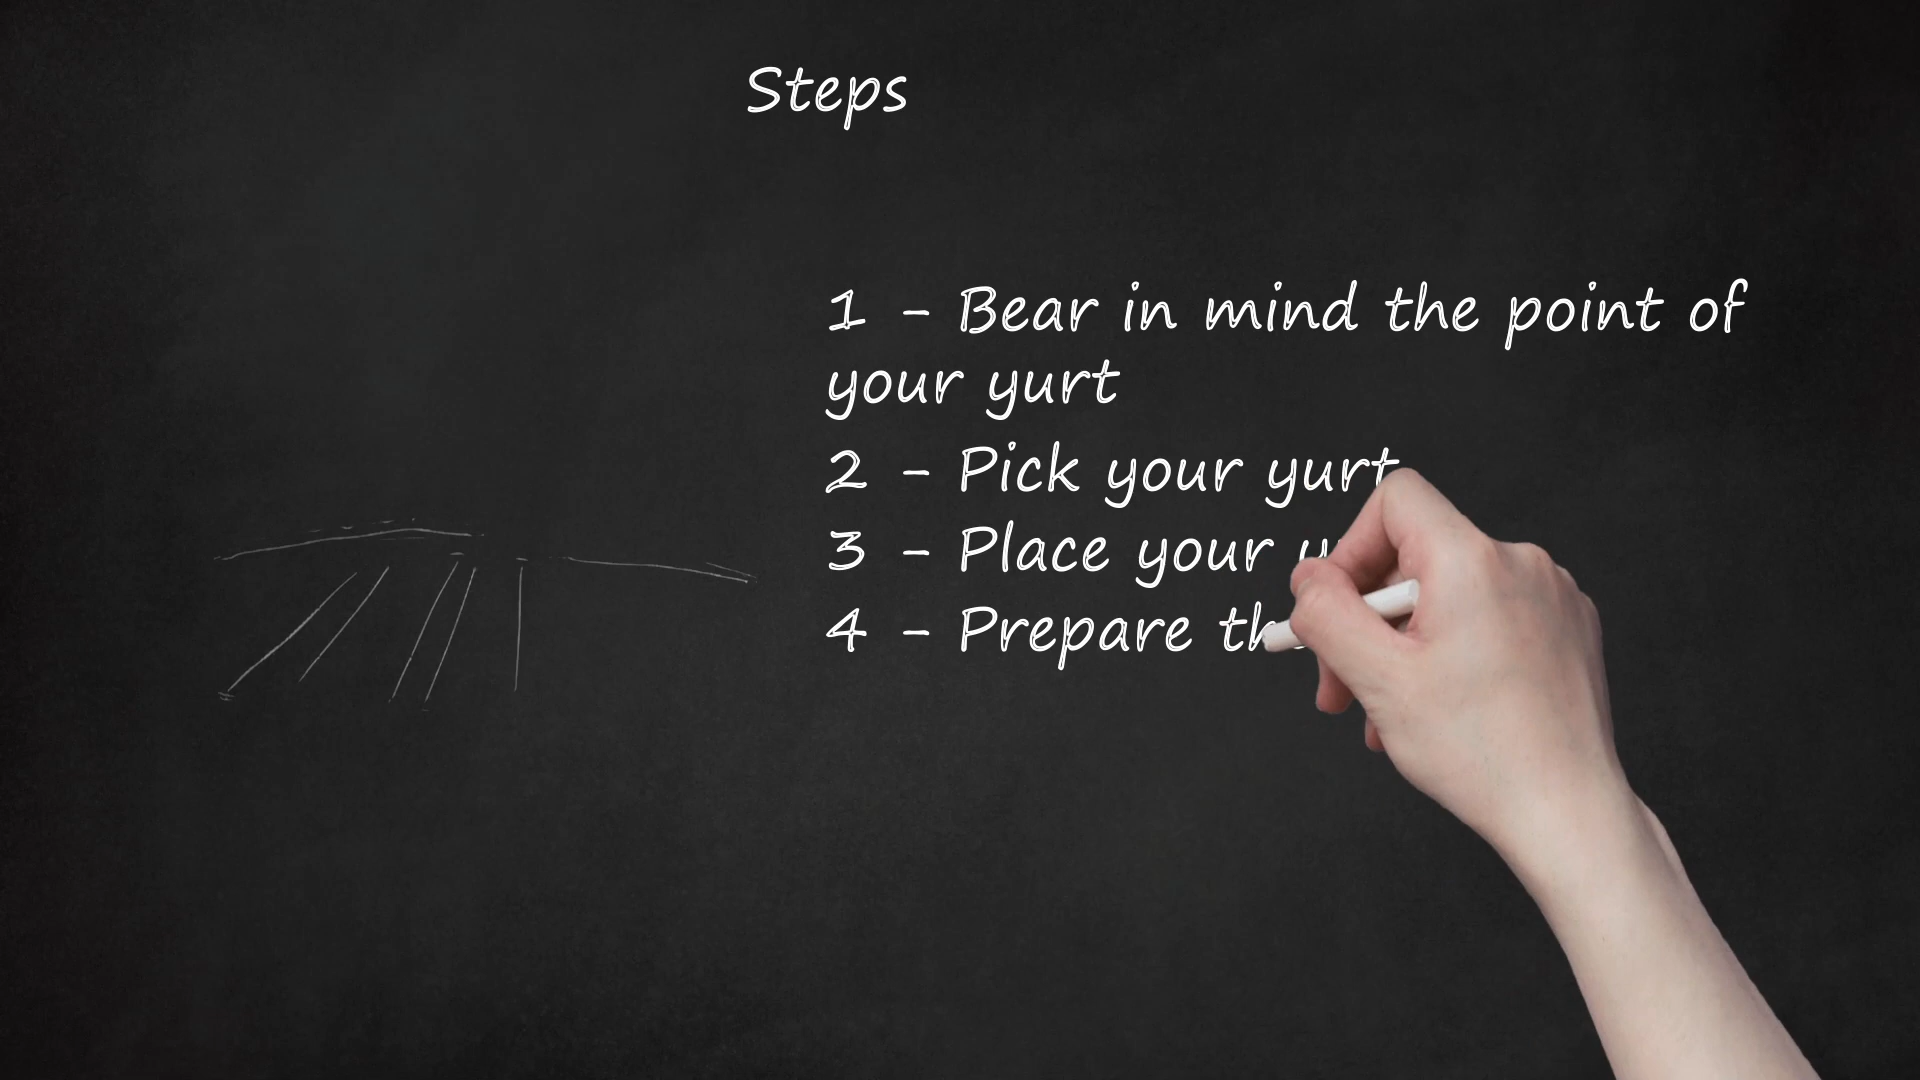 Steps
1 - Bear in mind the point of
your yurt
2 - Pick your yurt
3 - Place your
4 - Prepare